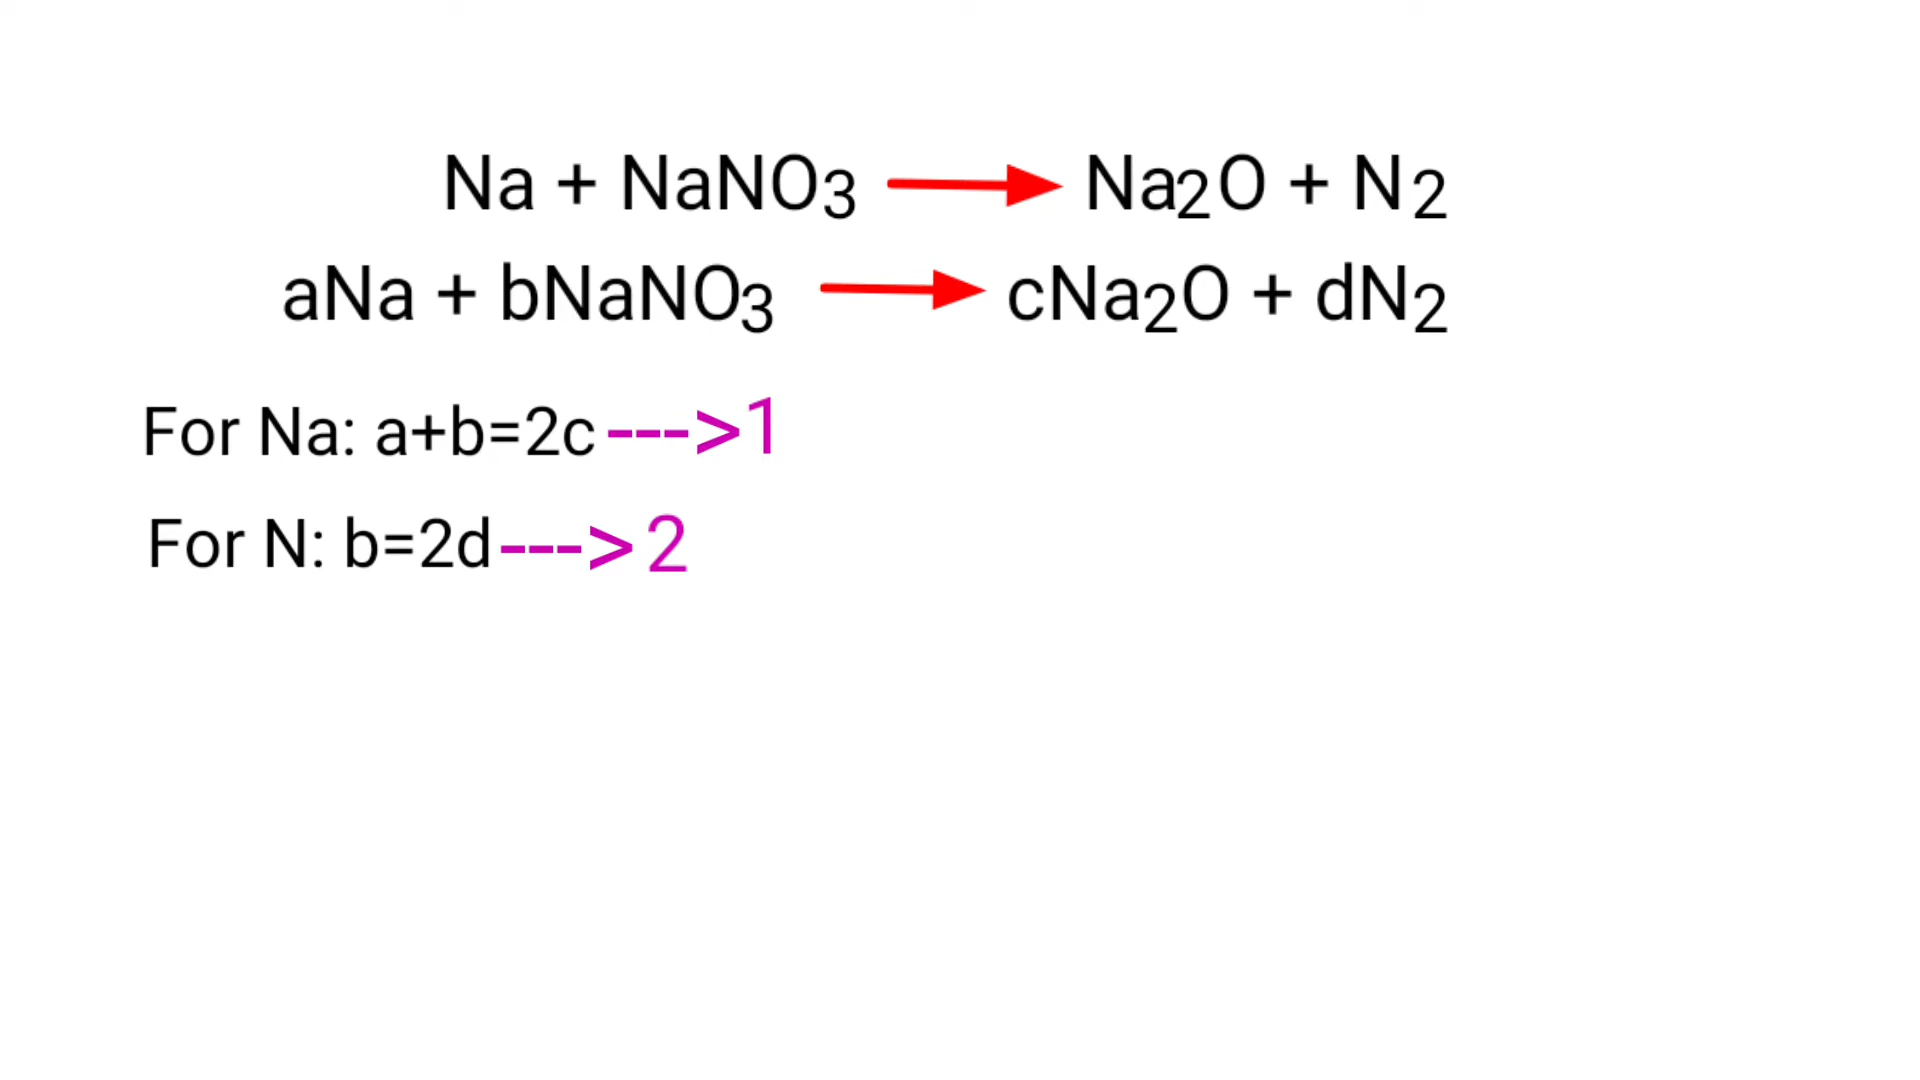 Na + NaNO3 → Na2O + N2
aNa + bNaNO3 → cNa2O + dN2
For Na: a+b=2c--->1
For N: b=2d---> 2